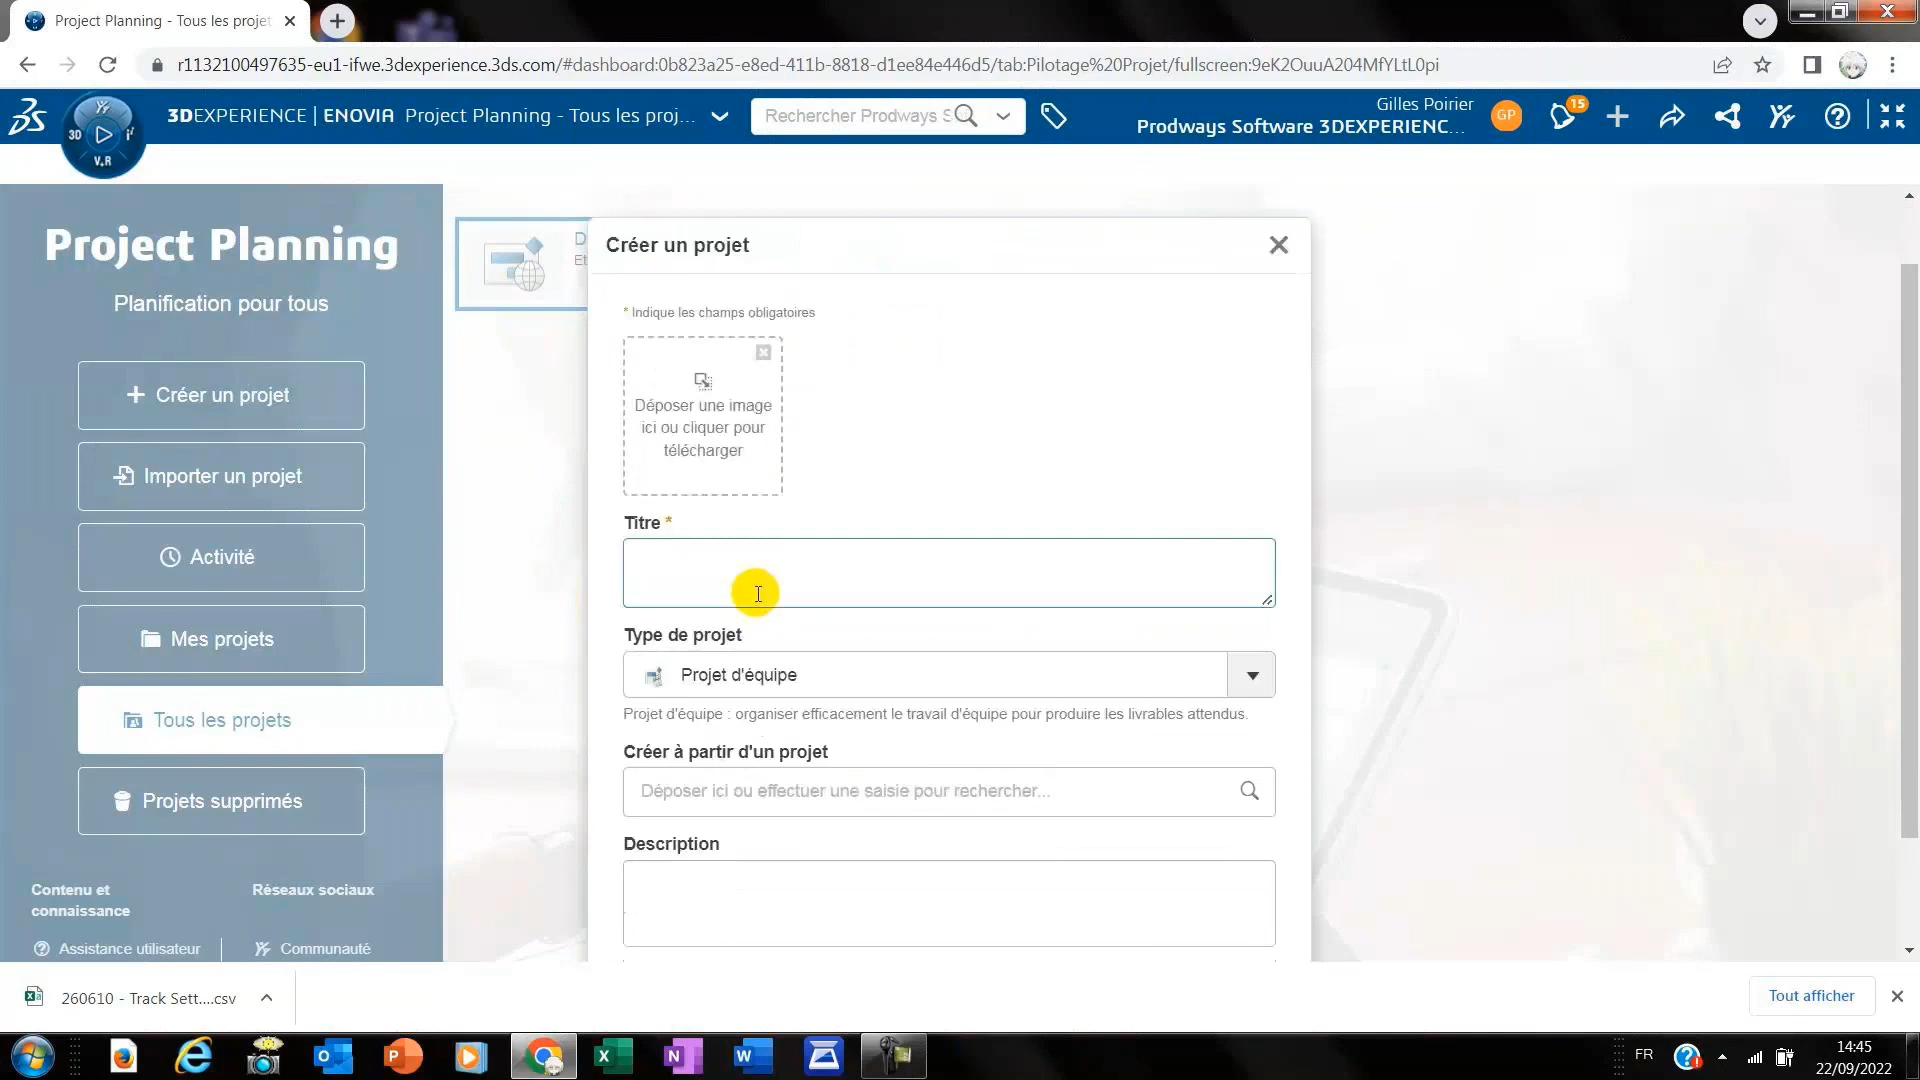 Project Planning - Tous les projet
r1132100497635-eu1-ifwe.3dexperience.3ds.com/#dashboard:0b823a25-e8ed-411b-8818-d1ee84e446d5/tab:Pilotage%20Projet/fullscreen:9eK2OuuA204MfYLtL0pi
3DEXPERIENCE | ENOVIA Project Planning - Tous les proj...
Rechercher Prodways S
Gilles Poirier
Prodways Software 3DEXPERIENC...
GP
15
3D
V.R
Project Planning
Planification pour tous
Créer un projet
Importer un projet
Activité
Mes projets
Tous les projets
Projets supprimés
Contenu et connaissance
Réseaux sociaux
Assistance utilisateur
Communauté
D
Et
Créer un projet
* Indique les champs obligatoires
Déposer une image
ici ou cliquer pour
télécharger
Titre *
Type de projet
Projet d'équipe
Projet d'équipe : organiser efficacement le travail d'équipe pour produire les livrables attendus.
Créer à partir d'un projet
Déposer ici ou effectuer une saisie pour rechercher...
Description
260610 - Track Sett....csv
Tout afficher
FR
14:45
22/09/2022